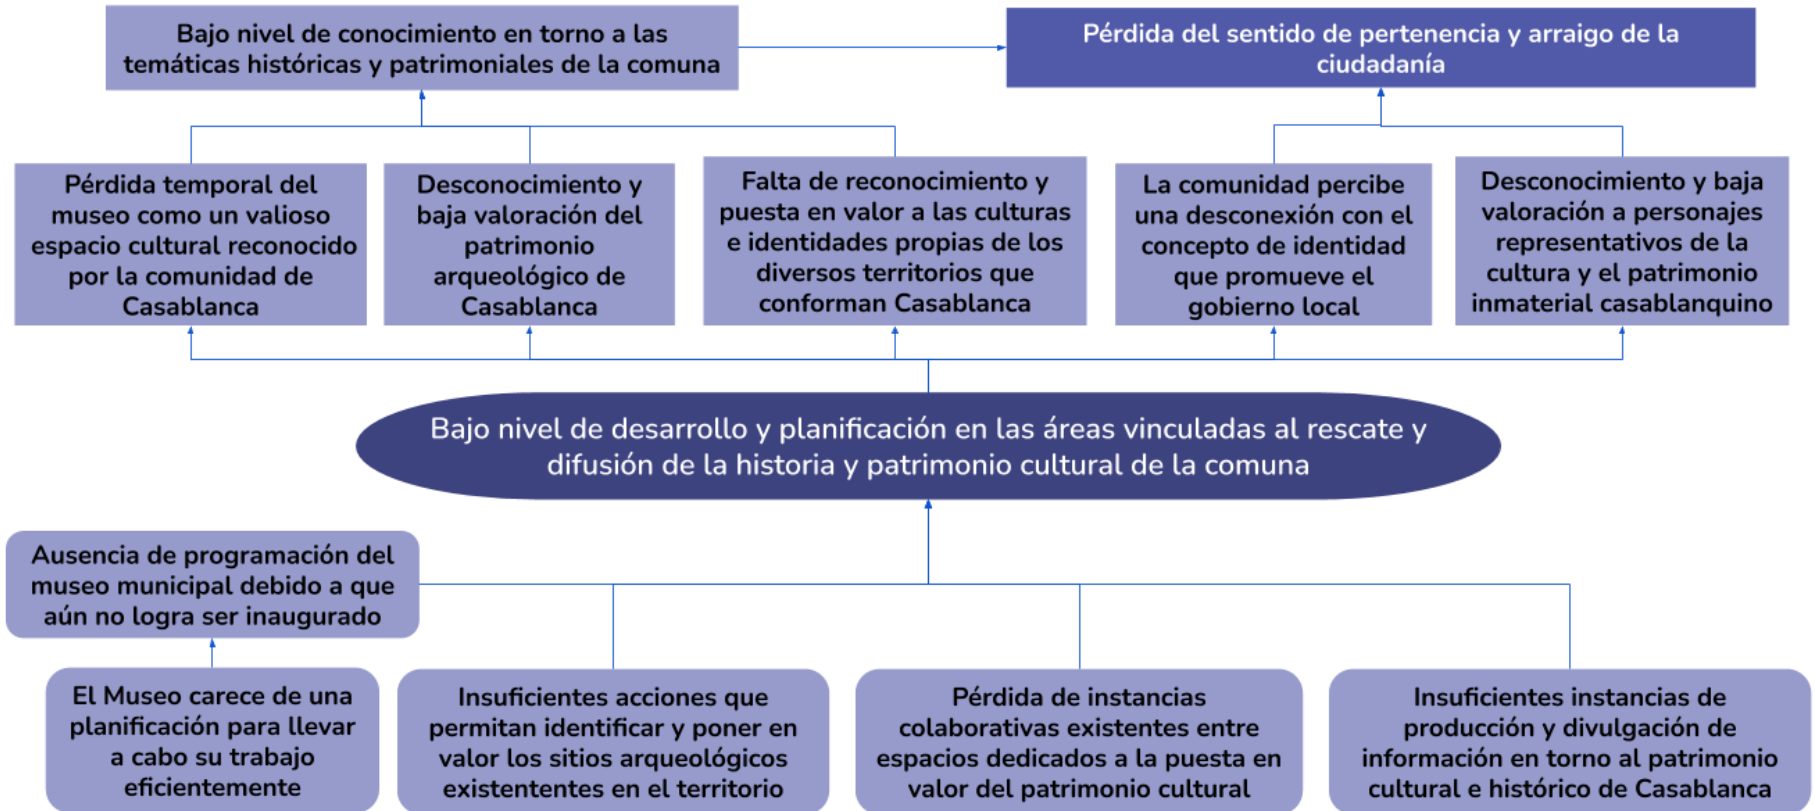 Bajo nivel de conocimiento en torno a las
temáticas históricas y patrimoniales de la comuna
Pérdida del sentido de pertenencia y arraigo de la
ciudadanía
Pérdida temporal del
museo como un valioso
espacio cultural reconocido
por la comunidad de
Casablanca
Desconocimiento y
baja valoración del
patrimonio
arqueológico de
Casablanca
Falta de reconocimiento y
puesta en valor a las culturas
e identidades propias de los
diversos territorios que
conforman Casablanca
La comunidad percibe
una desconexión con el
concepto de identidad
que promueve el
gobierno local
Desconocimiento y baja
valoración a personajes
representativos de la
cultura y el patrimonio
inmaterial casablanquino
Bajo nivel de desarrollo y planificación en las áreas vinculadas al rescate y
difusión de la historia y patrimonio cultural de la comuna
Ausencia de programación del
museo municipal debido a que
aún no logra ser inaugurado
El Museo carece de una
planificación para llevar
a cabo su trabajo
eficientemente
Insuficientes acciones que
permitan identificar y poner en
valor los sitios arqueológicos
existententes en el territorio
Pérdida de instancias
colaborativas existentes entre
espacios dedicados a la puesta en
valor del patrimonio cultural
Insuficientes instancias de
producción y divulgación de
información en torno al patrimonio
cultural e histórico de Casablanca